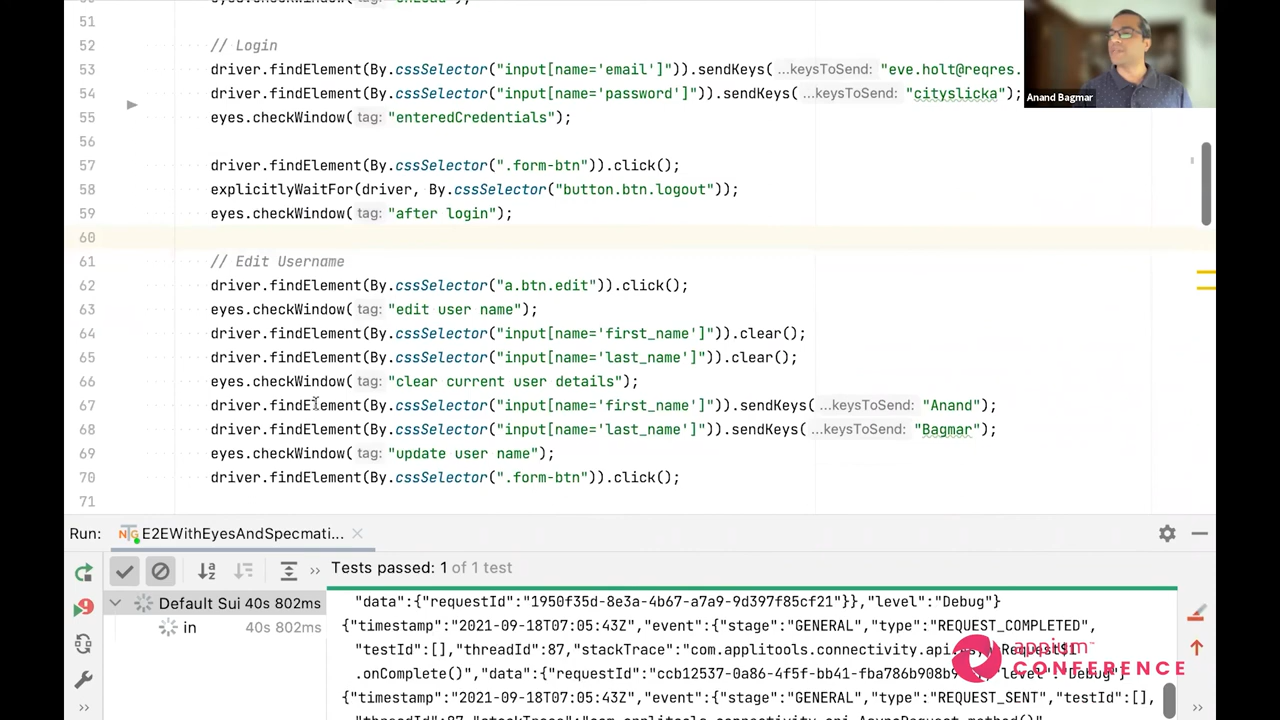 51
52 // Login
53 driver.findElement(By.cssSelector("input[name='email']")).sendKeys( ...keysToSend: "eve.holt@reqres.
54 driver.findElement(By.cssSelector("input[name='password']")).sendKeys( ...keysToSend: "cityslicka");
55 eyes.checkWindow( tag: "enteredCredentials");
56
57 driver.findElement(By.cssSelector(".form-btn")).click();
58 explicitlyWaitFor(driver, By.cssSelector("button.btn.logout"));
59 eyes.checkWindow( tag: "after login");
60
61 // Edit Username
62 driver.findElement(By.cssSelector("a.btn.edit")).click();
63 eyes.checkWindow( tag: "edit user name");
64 driver.findElement(By.cssSelector("input[name='first_name']")).clear();
65 driver.findElement(By.cssSelector("input[name='last_name']")).clear();
66 eyes.checkWindow( tag: "clear current user details");
67 driver.findElement(By.cssSelector("input[name='first_name']")).sendKeys( ...keysToSend: "Anand");
68 driver.findElement(By.cssSelector("input[name='last_name']")).sendKeys( ...keysToSend: "Bagmar");
69 eyes.checkWindow( tag: "update user name");
70 driver.findElement(By.cssSelector(".form-btn")).click();
71
Anand Bagmar
Run: E2EWithEyesAndSpecmati...
Tests passed: 1 of 1 test
Default Sui 40s 802ms
in 40s 802ms
"data":{"requestId":"1950f35d-8e3a-4b67-a7a9-9d397f85cf21"}},"level":"Debug"}
{"timestamp":"2021-09-18T07:05:43Z","event":{"stage":"GENERAL","type":"REQUEST_COMPLETED",
"testId":[],"threadId":87,"stackTrace":"com.applitools.connectivity.api
.onComplete()","data":{"requestId":"ccb12537-0a86-4f5f-bb41-fba786b908b
{"timestamp":"2021-09-18T07:05:43Z","event":{"stage":"GENERAL","type":"REQUEST_SENT","testId":[],
appium™
CONFERENCE